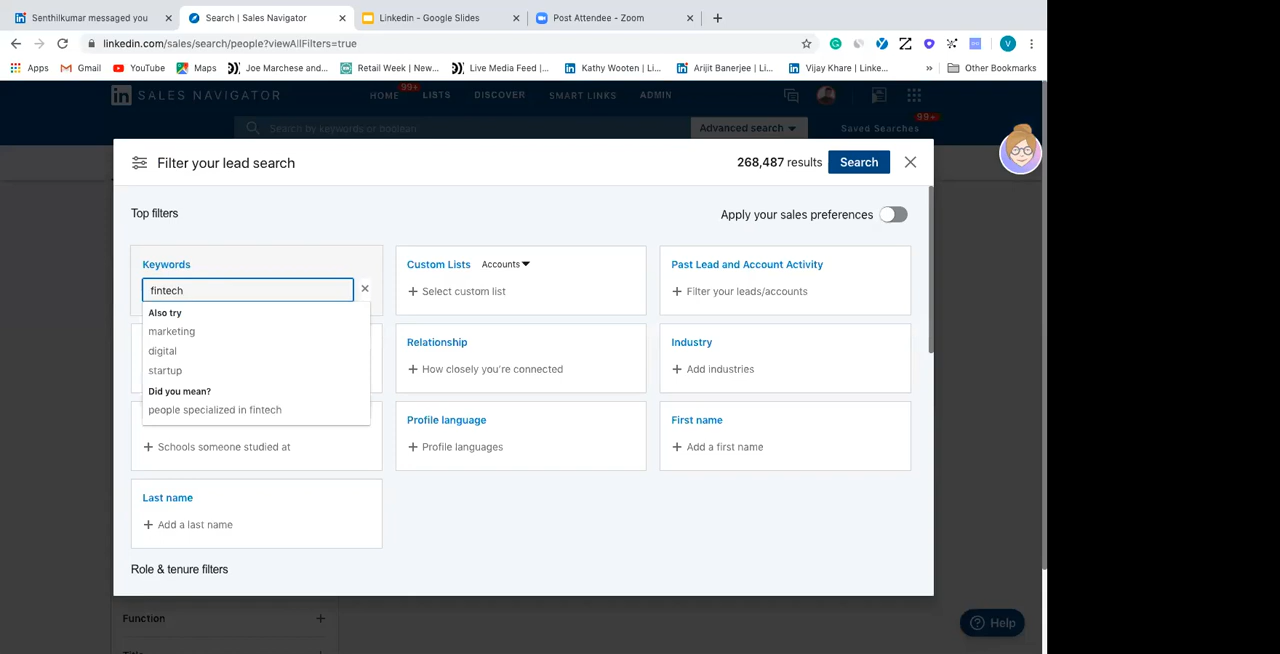 Senthilkumar messaged you
Search | Sales Navigator
Linkedin - Google Slides
Post Attendee - Zoom
linkedin.com/sales/search/people?viewAllFilters=true
V
Apps
Gmail
YouTube
Maps
Joe Marchese and...
Retail Week | New...
Live Media Feed |...
Kathy Wooten | Li...
Arijit Banerjee | Li...
Vijay Khare | Linke...
»
Other Bookmarks
in SALES NAVIGATOR
HOME
99+
LISTS
DISCOVER
SMART LINKS
ADMIN
Search by keywords or boolean
Advanced search
Saved Searches
99+
Filter your lead search
268,487 results
Search
Top filters
Apply your sales preferences
Keywords
fintech
Also try
marketing
digital
startup
Did you mean?
people specialized in fintech
Custom Lists Accounts
+ Select custom list
Past Lead and Account Activity
+ Filter your leads/accounts
Relationship
+ How closely you're connected
Industry
+ Add industries
+ Schools someone studied at
Profile language
+ Profile languages
First name
+ Add a first name
Last name
+ Add a last name
Role & tenure filters
Function +
Help